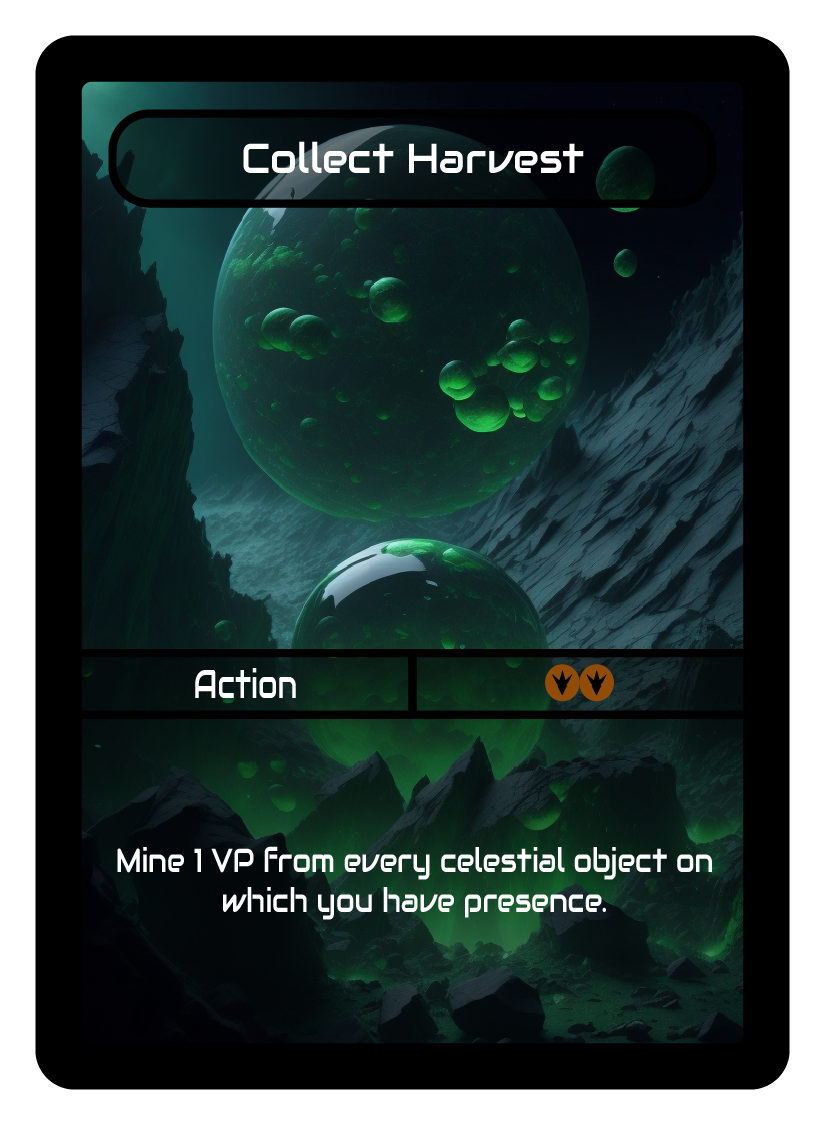 Collect Harvest
Action
Mine 1 VP from every celestial object on
which you have presence.